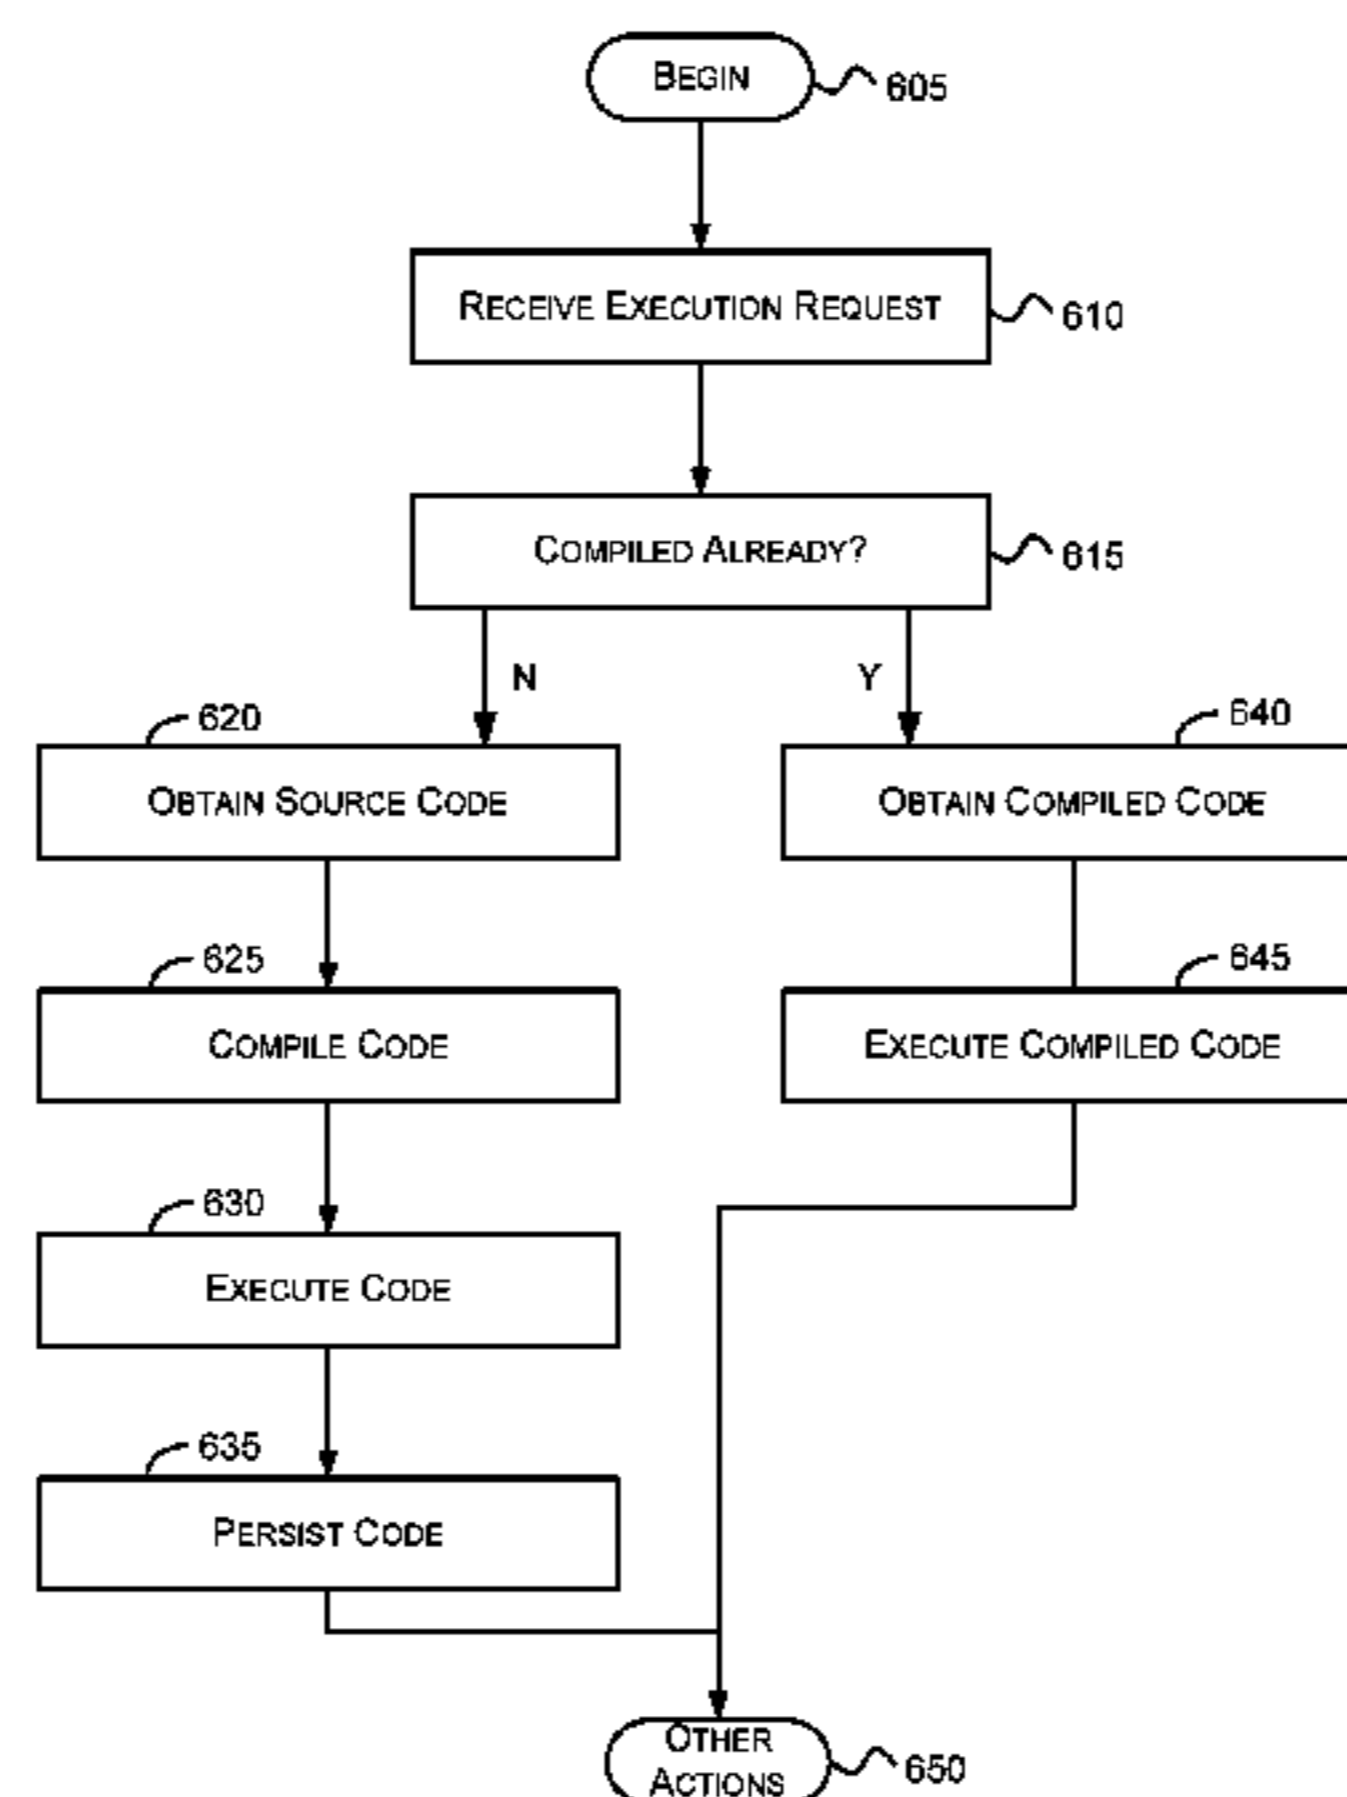 BEGIN
605
RECEIVE EXECUTION REQUEST
610
COMPILED ALREADY?
615
N
Y
620
640
OBTAIN SOURCE CODE
OBTAIN COMPILED CODE
625
645
COMPILE CODE
EXECUTE COMPILED CODE
630
EXECUTE CODE
635
PERSIST CODE
OTHER
ACTIONS
650